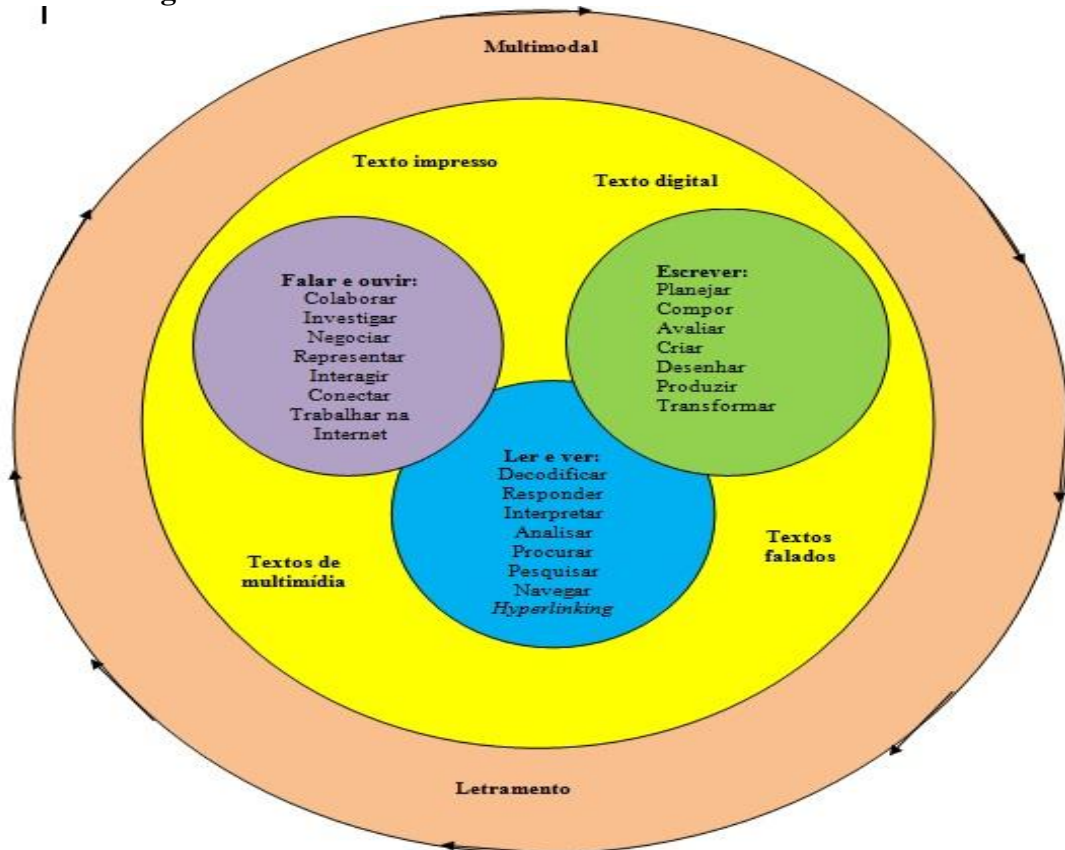 Multimodal
Texto impresso
Texto digital
Falar e ouvir:
Colaborar
Investigar
Negociar
Representar
Interagir
Conectar
Trabalhar na
Internet
Escrever:
Planejar
Compor
Avaliar
Criar
Desenhar
Produzir
Transformar
Ler e ver:
Decodificar
Responder
Interpretar
Analisar
Procurar
Pesquisar
Navegar
Hyperlinking
Textos de
multimídia
Textos
falados
Letramento